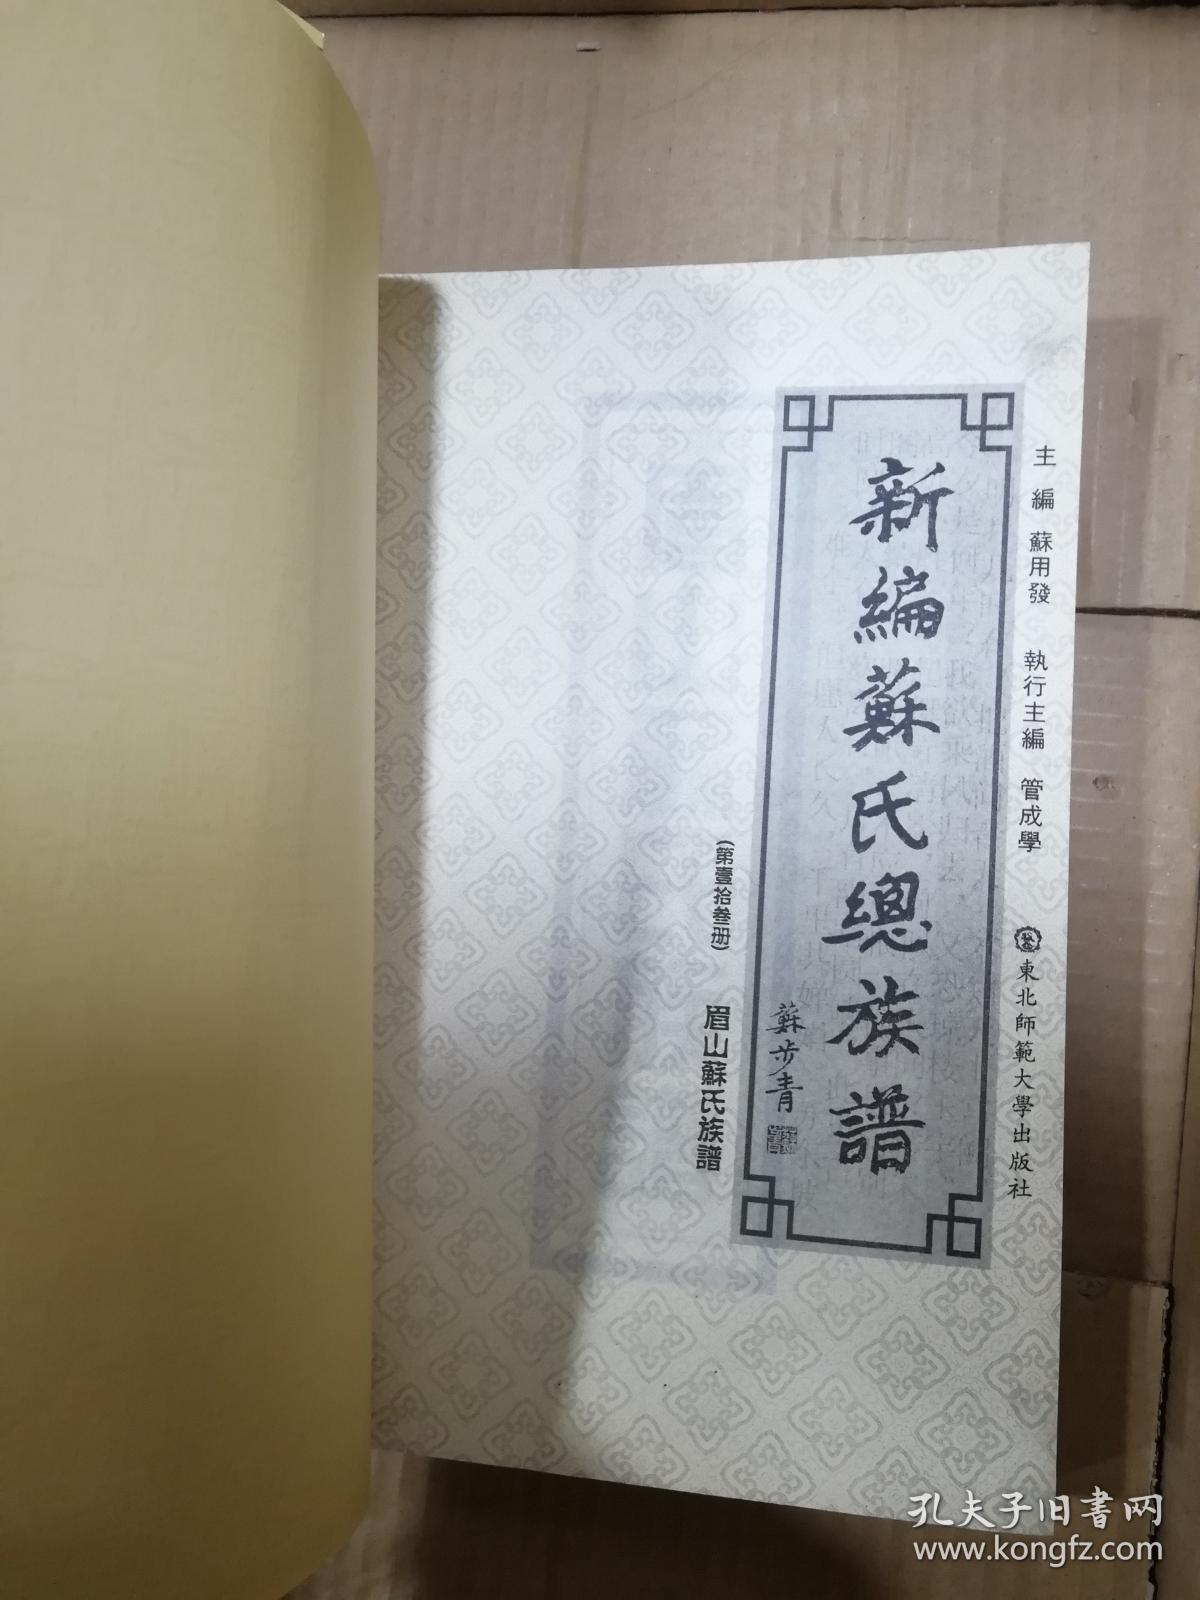 主編 蘇用發 執行主編 管成學 東北師範大學出版社
新編蘇氏總族譜
蘇步青
(第壹拾叁册) 眉山蘇氏族譜
孔夫子旧书网
www.kongfz.com